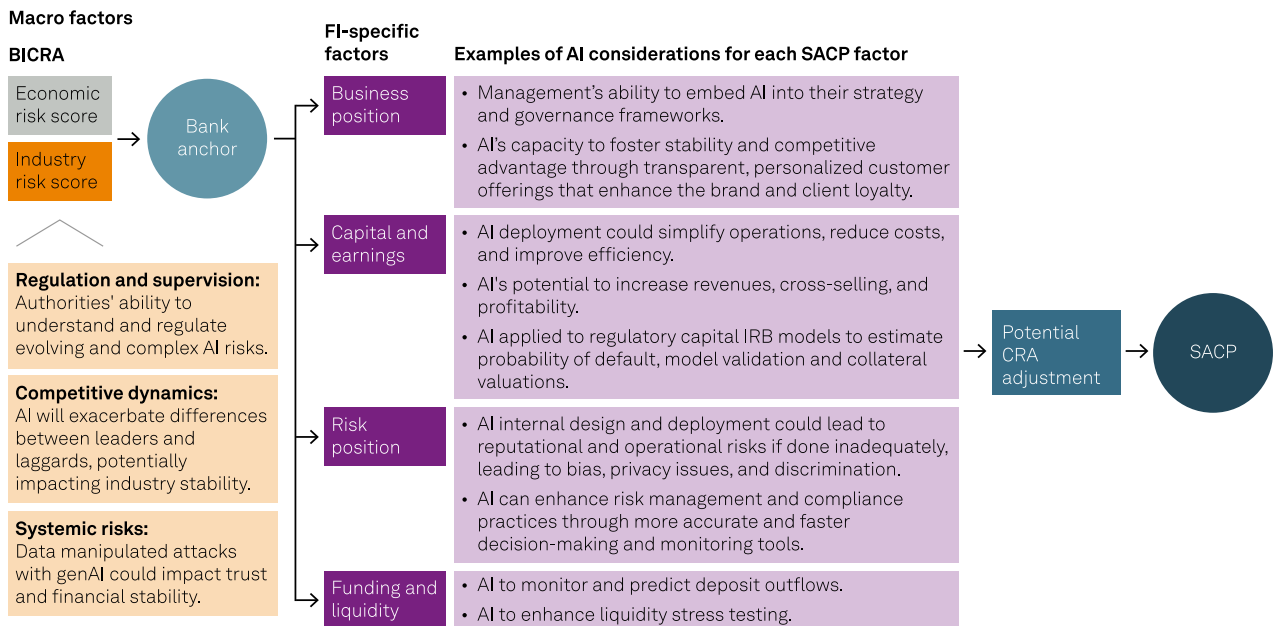 Macro factors
BICRA
Economic
risk score
Industry
risk score
Bank
anchor
Regulation and supervision:
Authorities' ability to
understand and regulate
evolving and complex AI risks.
Competitive dynamics:
AI will exacerbate differences
between leaders and
laggards, potentially
impacting industry stability.
Systemic risks:
Data manipulated attacks
with genAI could impact trust
and financial stability.
FI-specific
factors
Examples of AI considerations for each SACP factor
Business
position
• Management’s ability to embed AI into their strategy
and governance frameworks.
• AI’s capacity to foster stability and competitive
advantage through transparent, personalized customer
offerings that enhance the brand and client loyalty.
Capital and
earnings
• AI deployment could simplify operations, reduce costs,
and improve efficiency.
• AI's potential to increase revenues, cross-selling, and
profitability.
• AI applied to regulatory capital IRB models to estimate
probability of default, model validation and collateral
valuations.
Risk
position
• AI internal design and deployment could lead to
reputational and operational risks if done inadequately,
leading to bias, privacy issues, and discrimination.
• AI can enhance risk management and compliance
practices through more accurate and faster
decision-making and monitoring tools.
Funding and
liquidity
• AI to monitor and predict deposit outflows.
• AI to enhance liquidity stress testing.
Potential
CRA
adjustment
SACP